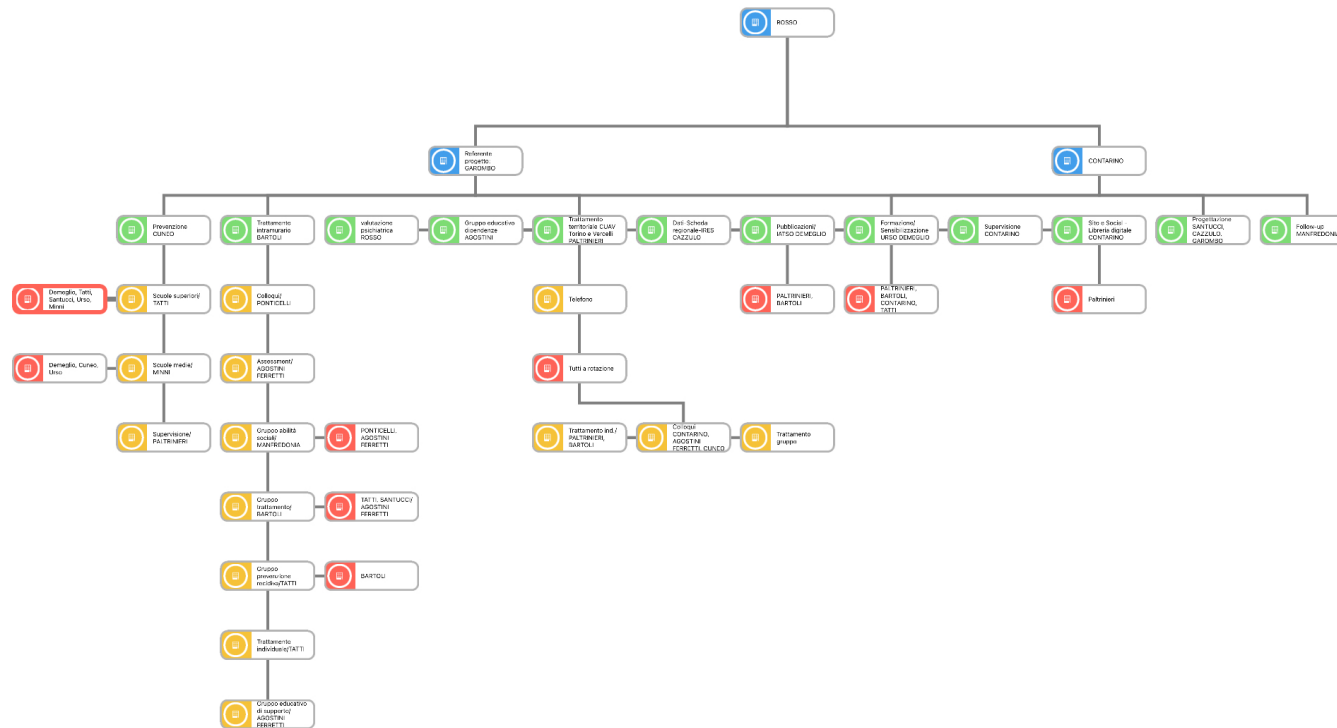 ROSSO
Referente
progetto.
GAROMBO
CONTARINO
Prevenzione
CUNEO
Trattamento
intramurario
BARTOLI
valutazione
psichiatrica
ROSSO
Gruppo educativo
dipendenze
AGOSTINI
Trattamento
territoriale CUAV
Torino e Vercelli
PALTRINIERI
Dati-Scheda
regionale-IRES
CAZZULO
Pubblicazioni/
IATSO DEMEGLIO
Formazione/
Sensibilizzazione
URSO DEMEGLIO
Supervisione
CONTARINO
Sito e Social -
Libreria digitale
CONTARINO
Progettazione
SANTUCCI,
CAZZULO,
GAROMBO
Follow-up
MANFREDONIA
Demeglio, Tatti,
Santucci, Urso,
Minni
Scuole superiori/
TATTI
Colloqui/
PONTICELLI
Telefono
PALTRINIERI,
BARTOLI
PALTRINIERI,
BARTOLI,
CONTARINO,
TATTI
Paltrinieri
Demeglio, Cuneo,
Urso
Scuole medie/
MINNI
Assessment/
AGOSTINI
FERRETTI
Tutti a rotazione
Supervisione/
PALTRINIERI
Gruppo abilità
sociali/
MANFREDONIA
PONTICELLI,
AGOSTINI
FERRETTI
Trattamento ind./
PALTRINIERI,
BARTOLI
Colloqui
CONTARINO,
AGOSTINI
FERRETTI, CUNEO
Trattamento
gruppo
Gruppo
trattamento/
BARTOLI
TATTI, SANTUCCI/
AGOSTINI
FERRETTI
Gruppo
prevenzione
recidiva/TATTI
BARTOLI
Trattamento
individuale/TATTI
Gruppo educativo
di supporto/
AGOSTINI
FERRETTI